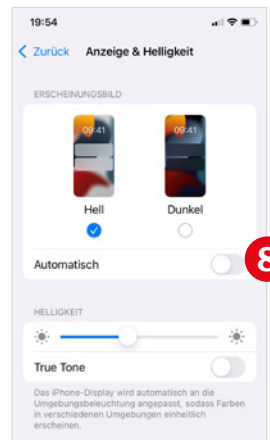 19:54
Zurück Anzeige & Helligkeit
ERSCHEINUNGSBILD
09:41 09:41
Hell Dunkel
Automatisch 8
HELLIGKEIT
True Tone
Das iPhone-Display wird automatisch an die
Umgebungsbeleuchtung angepasst, sodass Farben
in verschiedenen Umgebungen einheitlich
erscheinen.